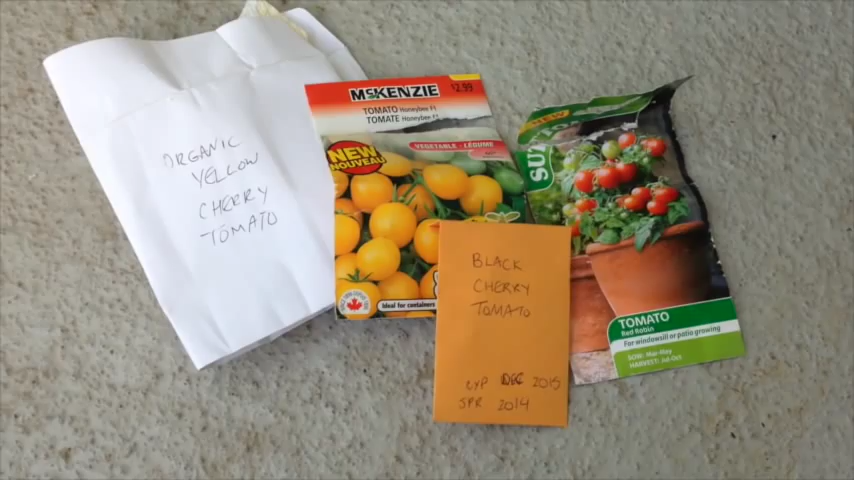 ORGANIC
YELLOW
CHERRY
TOMATO
McKENZIE
$2.99
TOMATO Honeybee F1
TOMATE Honeybee F1
VEGETABLE - LÉGUME
NEW
NOUVEAU
Ideal for containers
BLACK
CHERRY
TOMATO
EXP DEC 2015
SPR 2014
NEW
TOMATO
Red Robin
For windowsill or patio growing
SOW: Mar-May
HARVEST: Jul-Oct